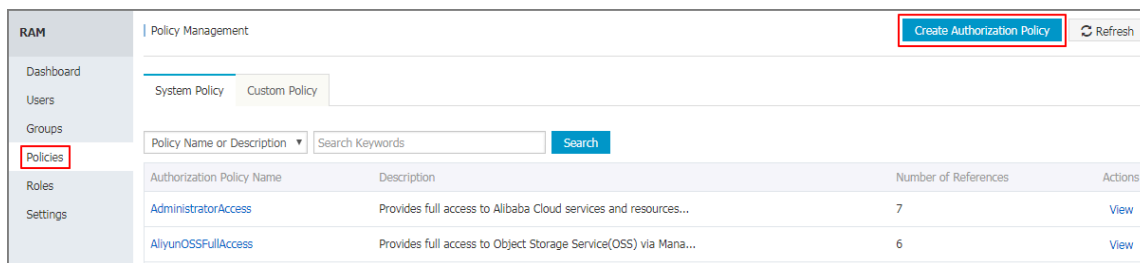 RAM
Policy Management
Create Authorization Policy
Refresh
Dashboard
Users
Groups
Policies
Roles
Settings
System Policy
Custom Policy
Policy Name or Description
Search Keywords
Search
Authorization Policy Name Description Number of References Actions
AdministratorAccess Provides full access to Alibaba Cloud services and resources... 7 View
AliyunOSSFullAccess Provides full access to Object Storage Service(OSS) via Mana... 6 View